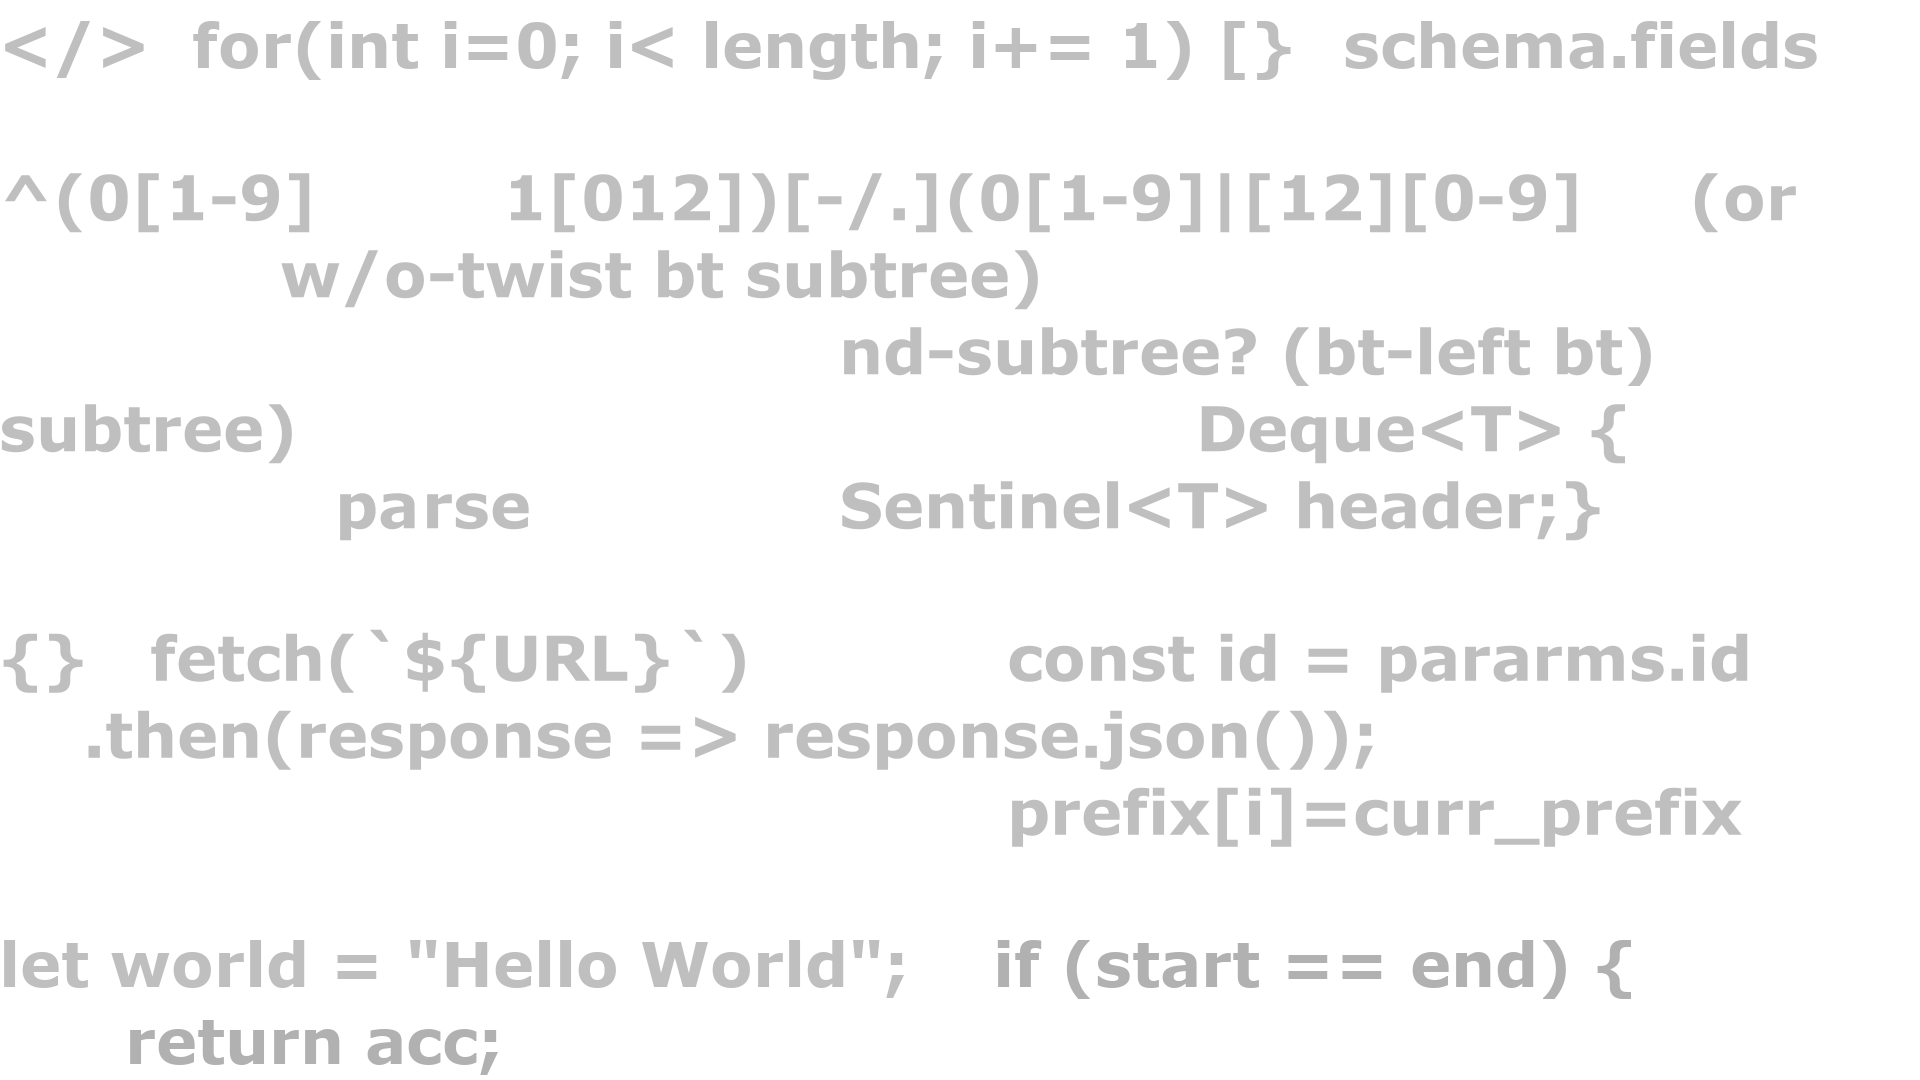 </>  for(int i=0; i< length; i+= 1) [}  schema.fields
^(0[1-9]    1[012])[-/.](0[1-9]|[12][0-9]    (or
w/o-twist bt subtree)
nd-subtree? (bt-left bt)
subtree)    Deque<T> {
parse    Sentinel<T> header;}
{}  fetch(`${URL}`)    const id = pararms.id
.then(response => response.json());
prefix[i]=curr_prefix
let world = "Hello World";    if (start == end) {
return acc;